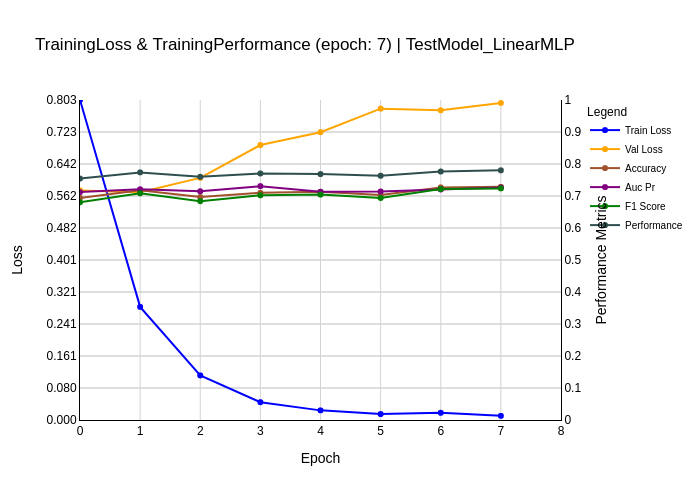 TrainingLoss & TrainingPerformance (epoch: 7) | TestModel_LinearMLP
0.803
0.723
0.642
0.562
0.482
0.401
0.321
0.241
0.161
0.080
0.000
Loss
0 1 2 3 4 5 6 7 8
Epoch
1
0.9
0.8
0.7
0.6
0.5
0.4
0.3
0.2
0.1
0
Performance Metrics
Legend
Train Loss
Val Loss
Accuracy
Auc Pr
F1 Score
Performance